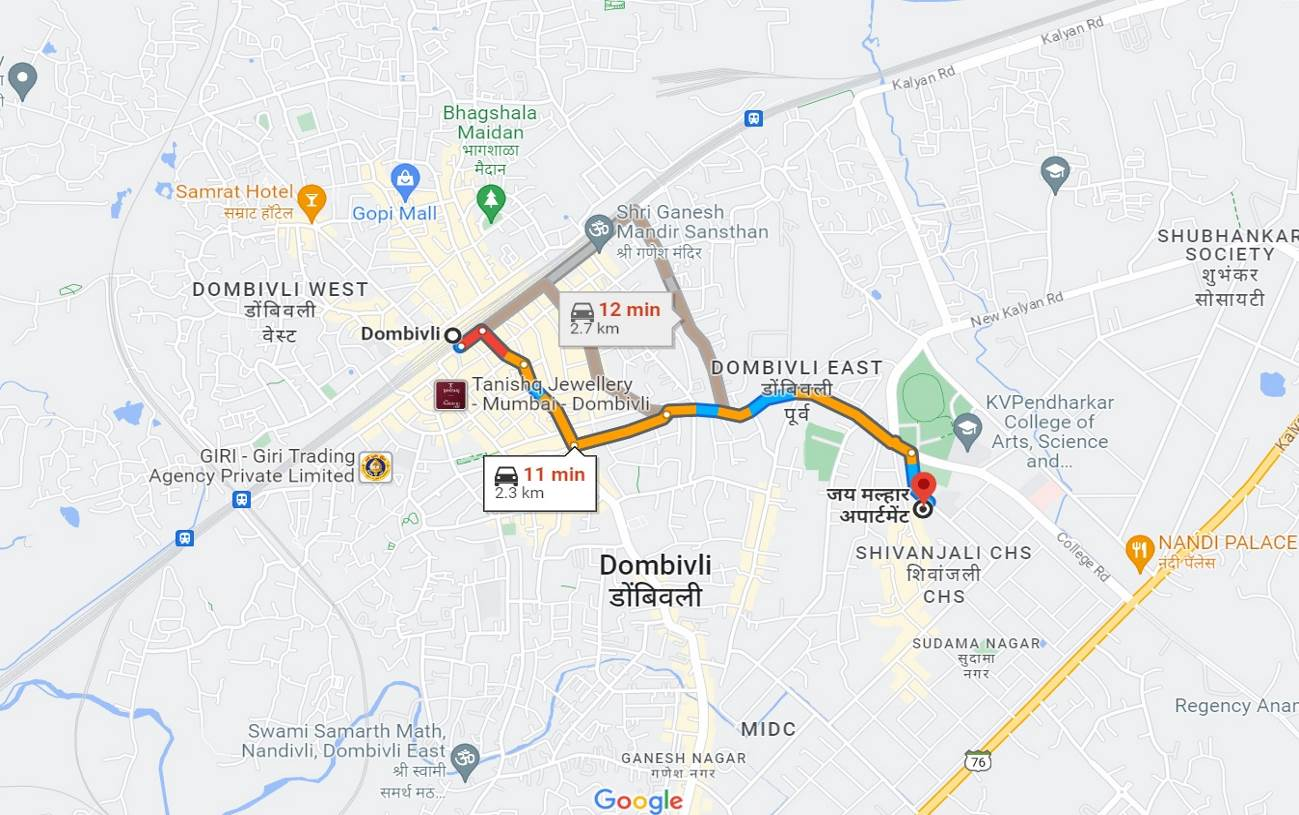 Kalyan Rd
Kalyan Rd
Bhagshala
Maidan
भागशाळा
मैदान
Samrat Hotel
सम्राट हॉटेल
Gopi Mall
Shri Ganesh
Mandir Sansthan
श्री गणेश मंदिर
SHUBHANKAR
SOCIETY
शुभंकर
सोसायटी
DOMBIVLI WEST
डोंबिवली
वेस्ट
New Kalyan Rd
12 min
2.7 km
Dombivli
DOMBIVLI EAST
डोंबिवली
पूर्व
Tanishq Jewellery
- Mumbai - Dombivli
KVPendharkar
College of
Arts, Science
and...
GIRI - Giri Trading
Agency Private Limited
11 min
2.3 km
जय मल्हार
अपार्टमेंट
College Rd
NANDI PALACE
नंदी पॅलेस
SHIVANJALI CHS
शिवांजली
CHS
Dombivli
डोंबिवली
SUDAMA NAGAR
सुदामा
नगर
Regency Anan
MIDC
Swami Samarth Math,
Nandivli, Dombivli East
श्री स्वामी
समर्थ मठ...
GANESH NAGAR
गणेश नगर
76
Google